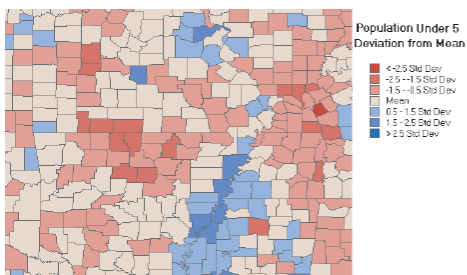 Population Under 5
Deviation from Mean
< -2.5 Std Dev
-2.5 - -1.5 Std Dev
-1.5 - -0.5 Std Dev
Mean
0.5 - 1.5 Std Dev
1.5 - 2.5 Std Dev
> 2.5 Std Dev